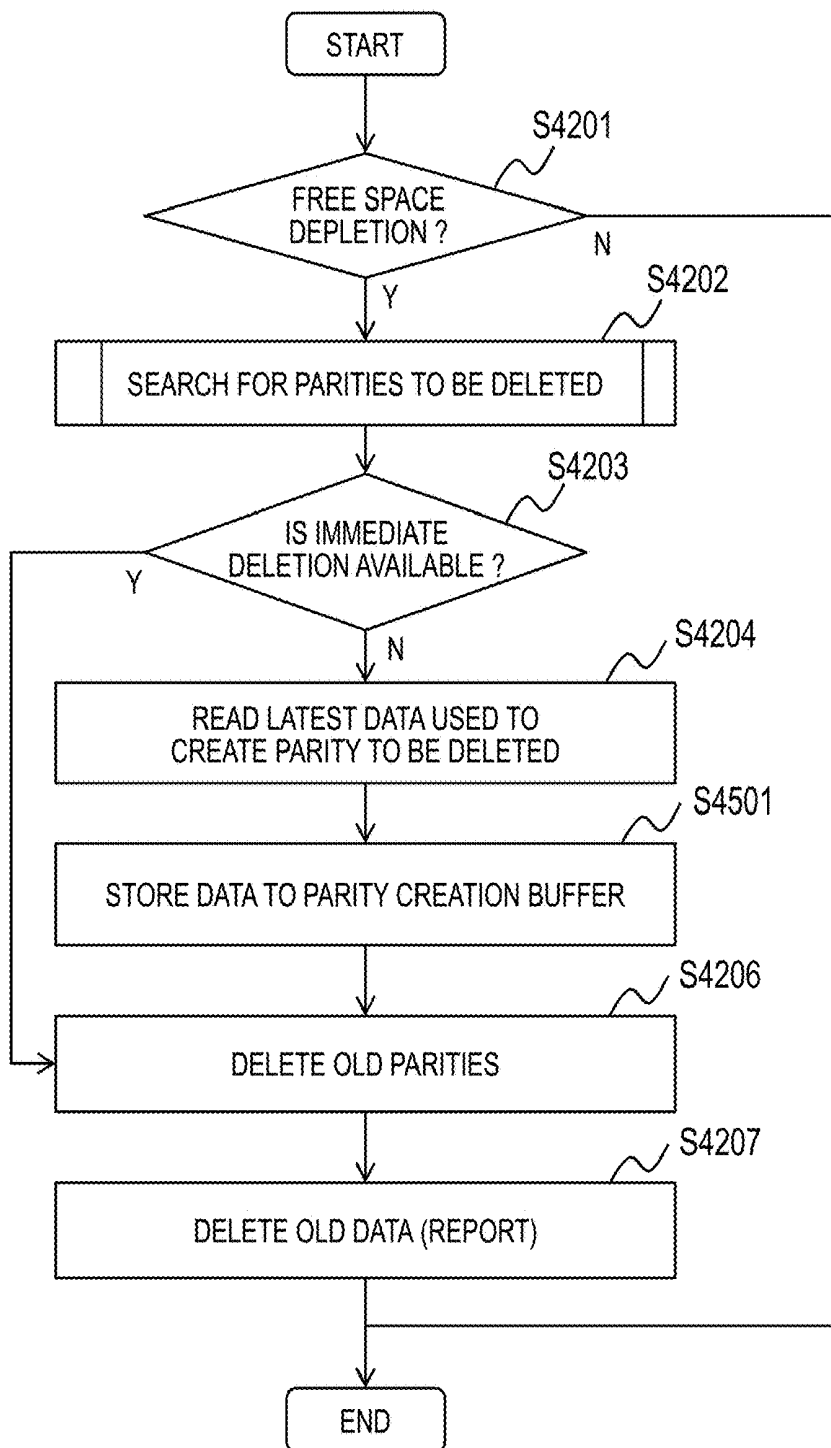 START
S4201
FREE SPACE
DEPLETION ?
N
Y
S4202
SEARCH FOR PARITIES TO BE DELETED
S4203
IS IMMEDIATE
DELETION AVAILABLE ?
Y
N
S4204
READ LATEST DATA USED TO
CREATE PARITY TO BE DELETED
S4501
STORE DATA TO PARITY CREATION BUFFER
S4206
DELETE OLD PARITIES
S4207
DELETE OLD DATA (REPORT)
END